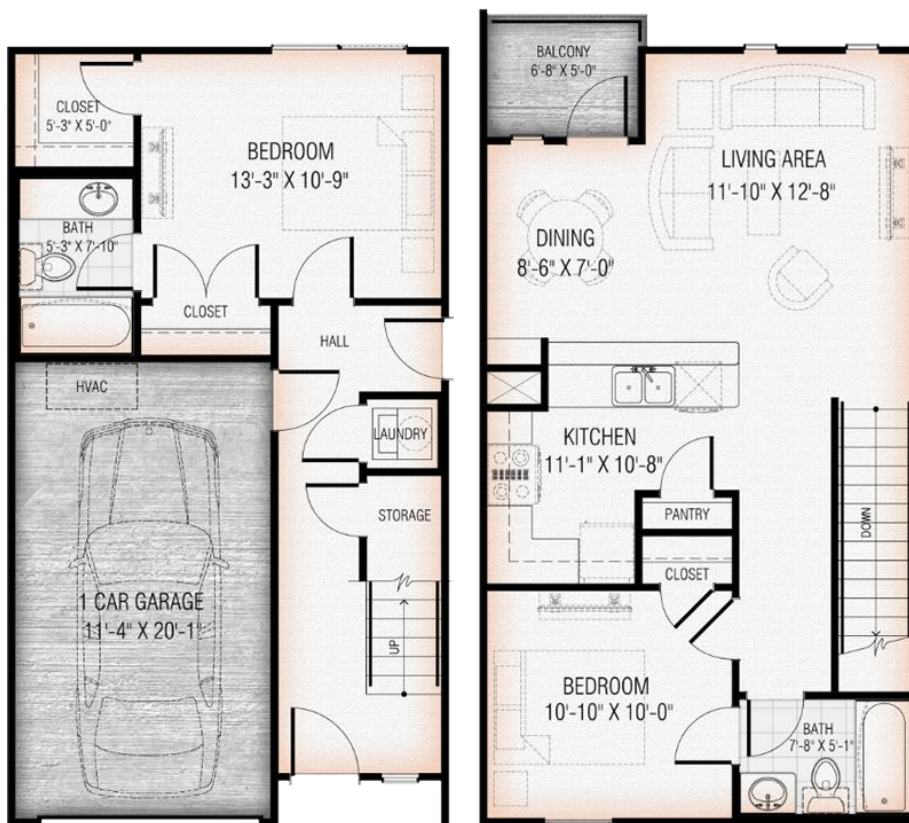 CLOSET
5'-3" X 5'-0"
BEDROOM
13'-3" X 10'-9"
BATH
5'-3" X 7'-10"
CLOSET
HALL
HVAC
LAUNDRY
STORAGE
1 CAR GARAGE
11'-4" X 20'-1"
UP
BALCONY
6'-8" X 5'-0"
LIVING AREA
11'-10" X 12'-8"
DINING
8'-6" X 7'-0"
KITCHEN
11'-1" X 10'-8"
PANTRY
DOWN
CLOSET
BEDROOM
10'-10" X 10'-0"
BATH
7'-8" X 5'-1"